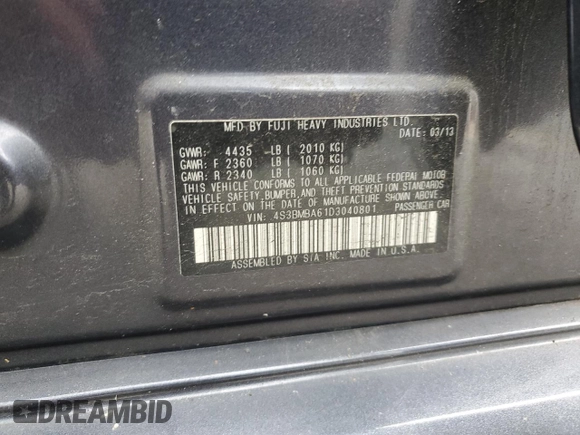 MFD BY FUJI HEAVY INDUSTRIES LTD.
DATE: 03/13
GVWR: 4435 LB ( 2010 KG)
GAWR: F 2360 LB ( 1070 KG)
GAWR: R 2340 LB ( 1060 KG)
THIS VEHICLE CONFORMS TO ALL APPLICABLE FEDERAL MOTOR
VEHICLE SAFETY, BUMPER AND THEFT PREVENTION STANDARDS
IN EFFECT ON THE DATE OF MANUFACTURE SHOWN ABOVE.
VIN: 4S3BMBA61D3040801 PASSENGER CAR
ASSEMBLED BY SIA INC. MADE IN U.S.A.
DREAMBID